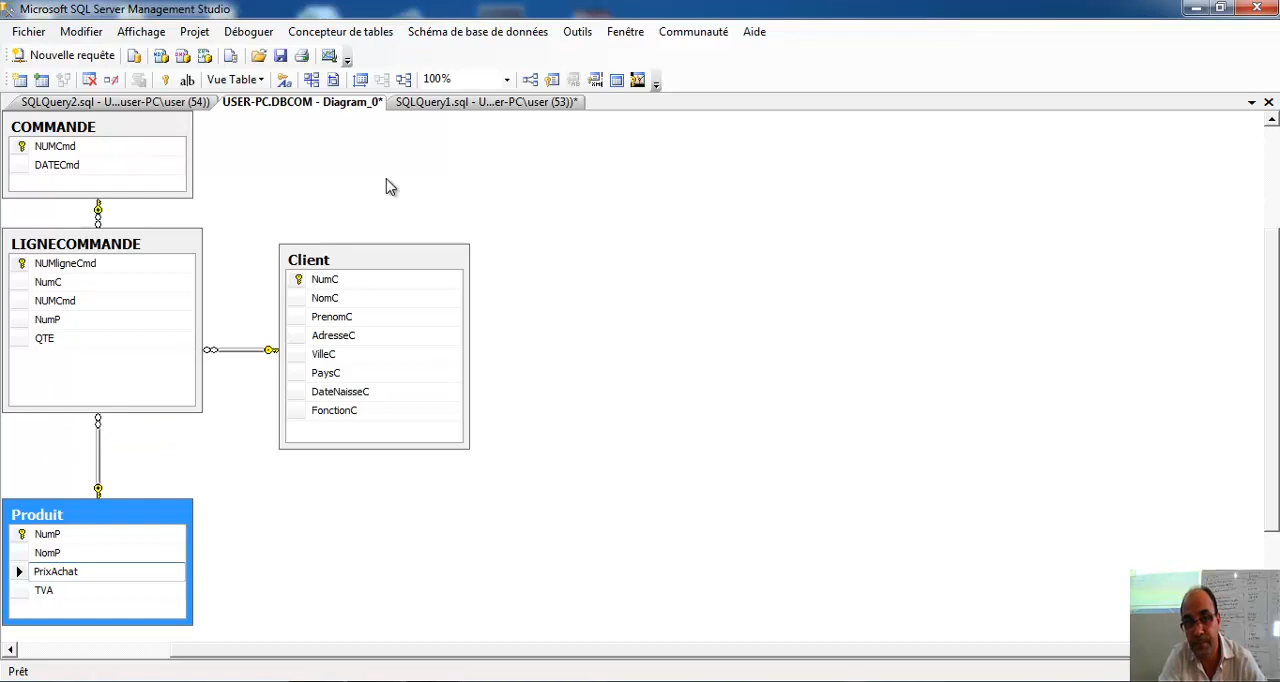 Microsoft SQL Server Management Studio
Fichier Modifier Affichage Projet Déboguer Concepteur de tables Schéma de base de données Outils Fenêtre Communauté Aide
Nouvelle requête
Vue Table 100%
SQLQuery2.sql - U...user-PC\user (54)) USER-PC.DBCOM - Diagram_0* SQLQuery1.sql - U...er-PC\user (53))*
COMMANDE
NUMCmd
DATECmd
LIGNECOMMANDE
NUMligneCmd
NumC
NUMCmd
NumP
QTE
Client
NumC
NomC
PrenomC
AdresseC
VilleC
PaysC
DateNaisseC
FonctionC
Produit
NumP
NomP
PrixAchat
TVA
Prêt